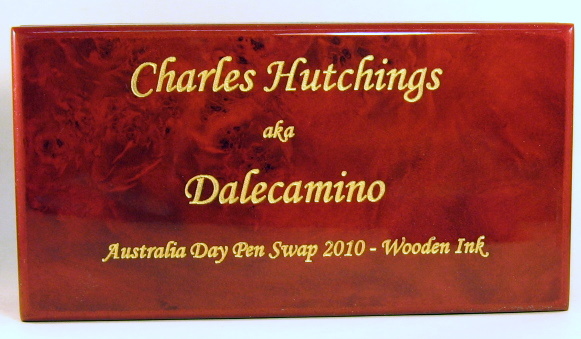 Charles Hutchings
aka
Dalecamino
Australia Day Pen Swap 2010 - Wooden Ink